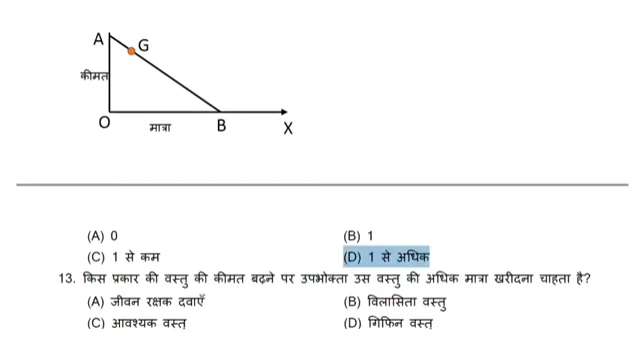 A
G
कीमत
O
मात्रा
B
X
(A) 0 (B) 1
(C) 1 से कम (D) 1 से अधिक
13. किस प्रकार की वस्तु की कीमत बढ़ने पर उपभोक्ता उस वस्तु की अधिक मात्रा खरीदना चाहता है?
(A) जीवन रक्षक दवाएँ (B) विलासिता वस्तु
(C) आवश्यक वस्तु (D) गिफिन वस्तु